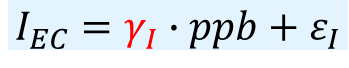 I_EC = γ_I · ppb + ε_I